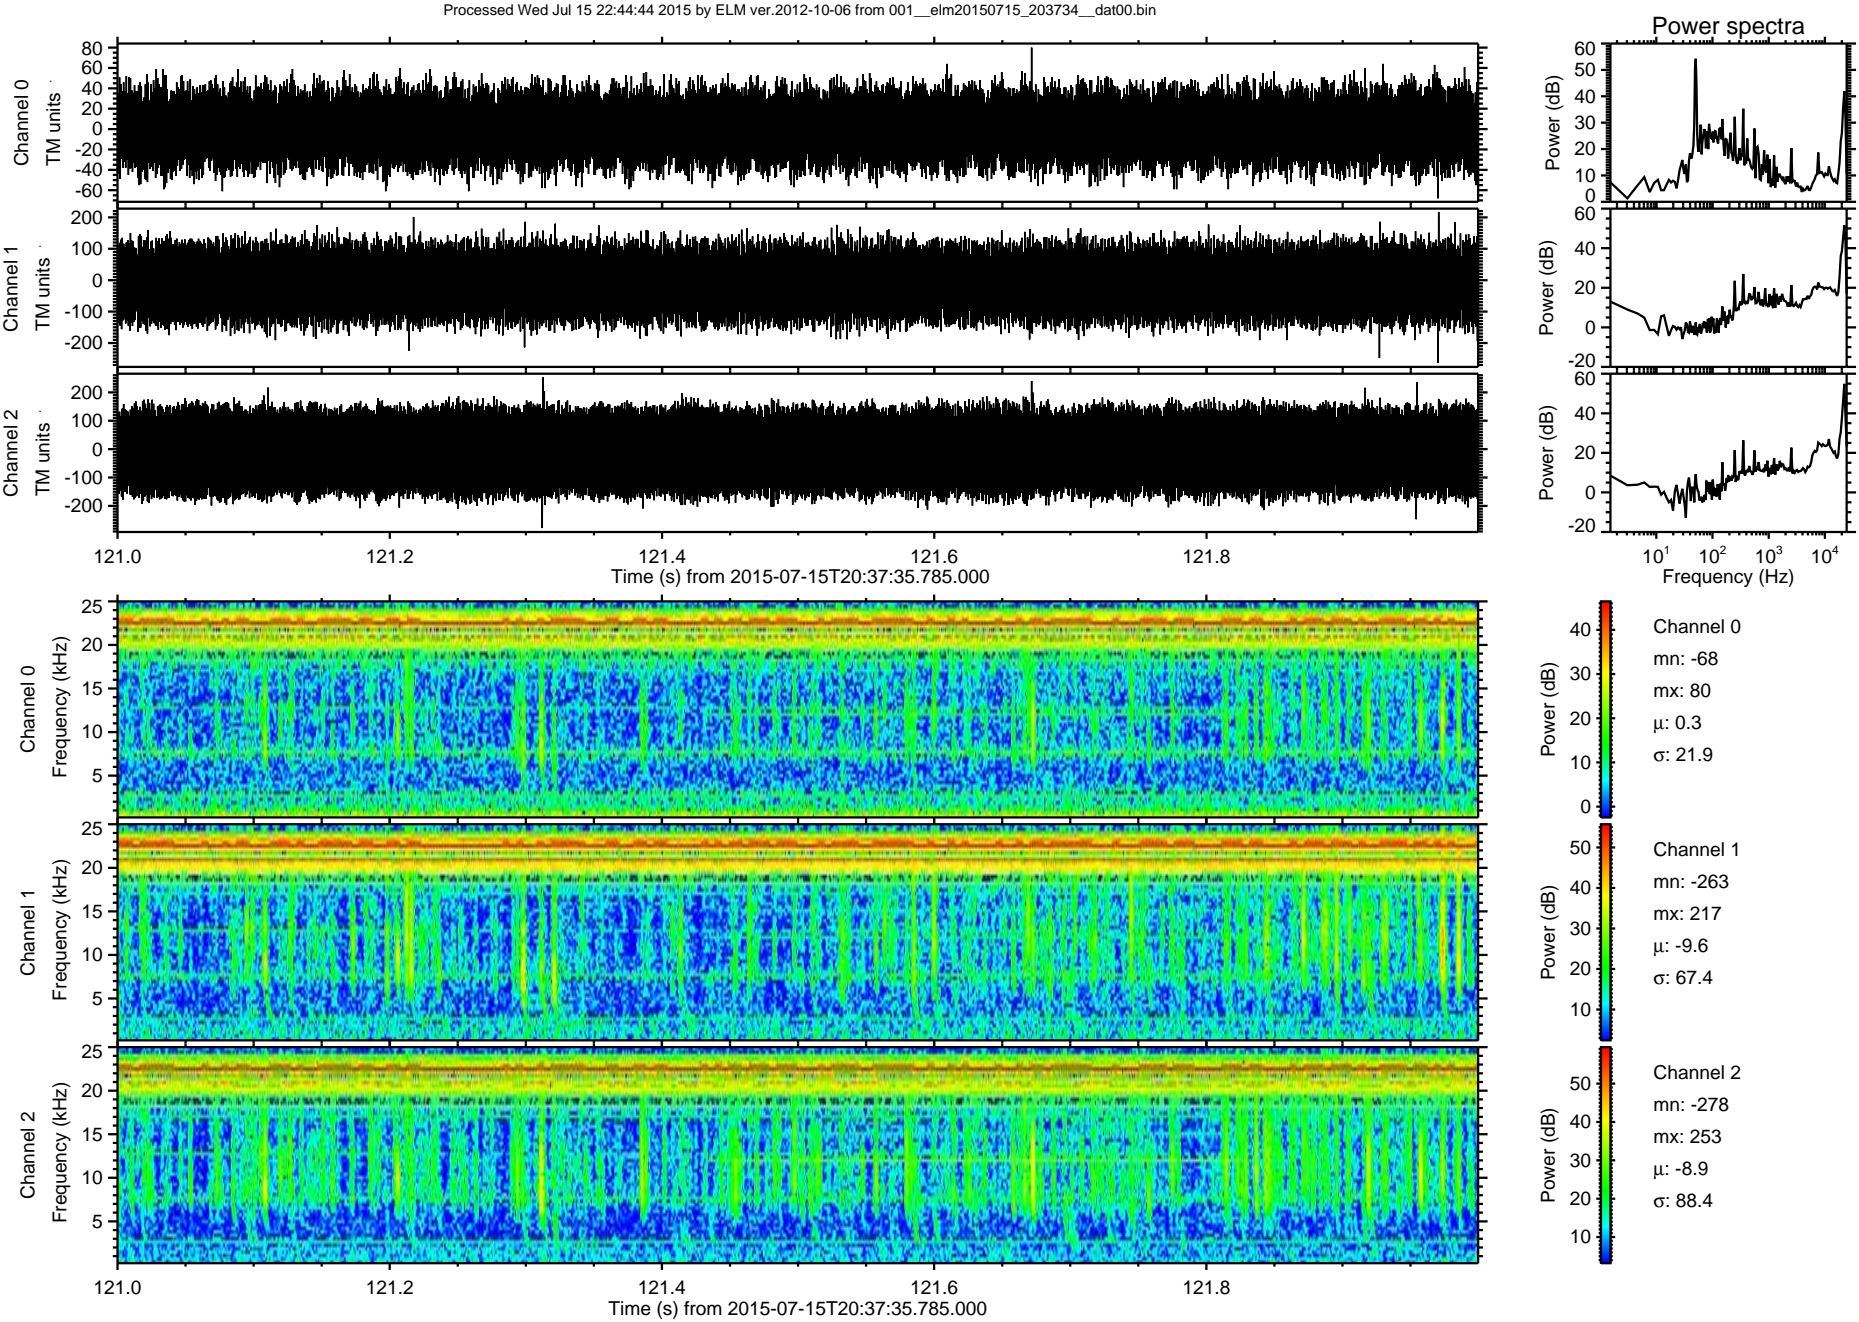 Processed Wed Jul 15 22:44:44 2015 by ELM ver.2012-10-06 from 001__elm20150715_203734__dat00.bin
Power spectra
Channel 0
TM units
80
60
40
20
0
-20
-40
-60
Power (dB)
60
50
40
30
20
10
0
Channel 1
TM units
200
100
0
-100
-200
Power (dB)
60
40
20
0
-20
Channel 2
TM units
200
100
0
-100
-200
Power (dB)
60
40
20
0
-20
121.0 121.2 121.4 121.6 121.8
Time (s) from 2015-07-15T20:37:35.785.000
10^1 10^2 10^3 10^4
Frequency (Hz)
Channel 0
Frequency (kHz)
25
20
15
10
5
Power (dB)
40
30
20
10
0
Channel 0
mn: -68
mx: 80
μ: 0.3
σ: 21.9
Channel 1
Frequency (kHz)
25
20
15
10
5
Power (dB)
50
40
30
20
10
Channel 1
mn: -263
mx: 217
μ: -9.6
σ: 67.4
Channel 2
Frequency (kHz)
25
20
15
10
5
Power (dB)
50
40
30
20
10
Channel 2
mn: -278
mx: 253
μ: -8.9
σ: 88.4
121.0 121.2 121.4 121.6 121.8
Time (s) from 2015-07-15T20:37:35.785.000